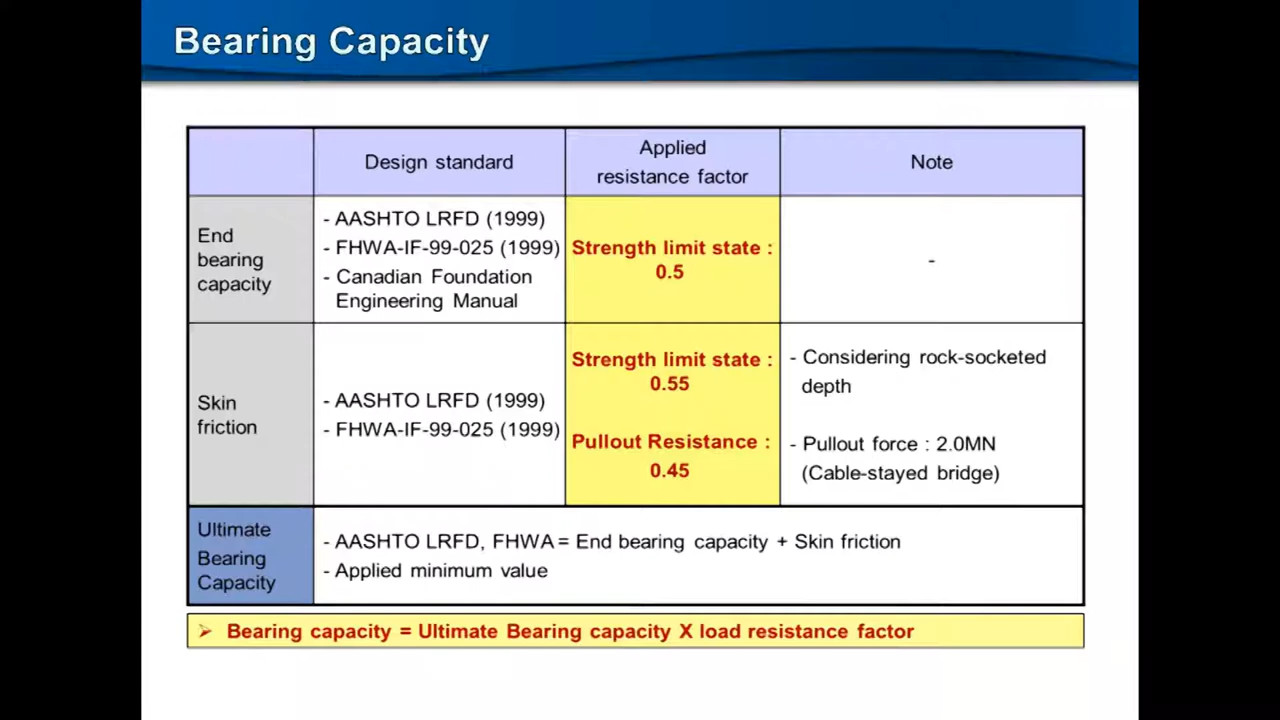 Bearing Capacity
Design standard
Applied
resistance factor
Note
End
bearing
capacity
- AASHTO LRFD (1999)
- FHWA-IF-99-025 (1999)
- Canadian Foundation
Engineering Manual
Strength limit state :
0.5
-
Skin
friction
- AASHTO LRFD (1999)
- FHWA-IF-99-025 (1999)
Strength limit state :
0.55
Pullout Resistance :
0.45
- Considering rock-socketed
depth
- Pullout force : 2.0MN
(Cable-stayed bridge)
Ultimate
Bearing
Capacity
- AASHTO LRFD, FHWA = End bearing capacity + Skin friction
- Applied minimum value
➢ Bearing capacity = Ultimate Bearing capacity X load resistance factor